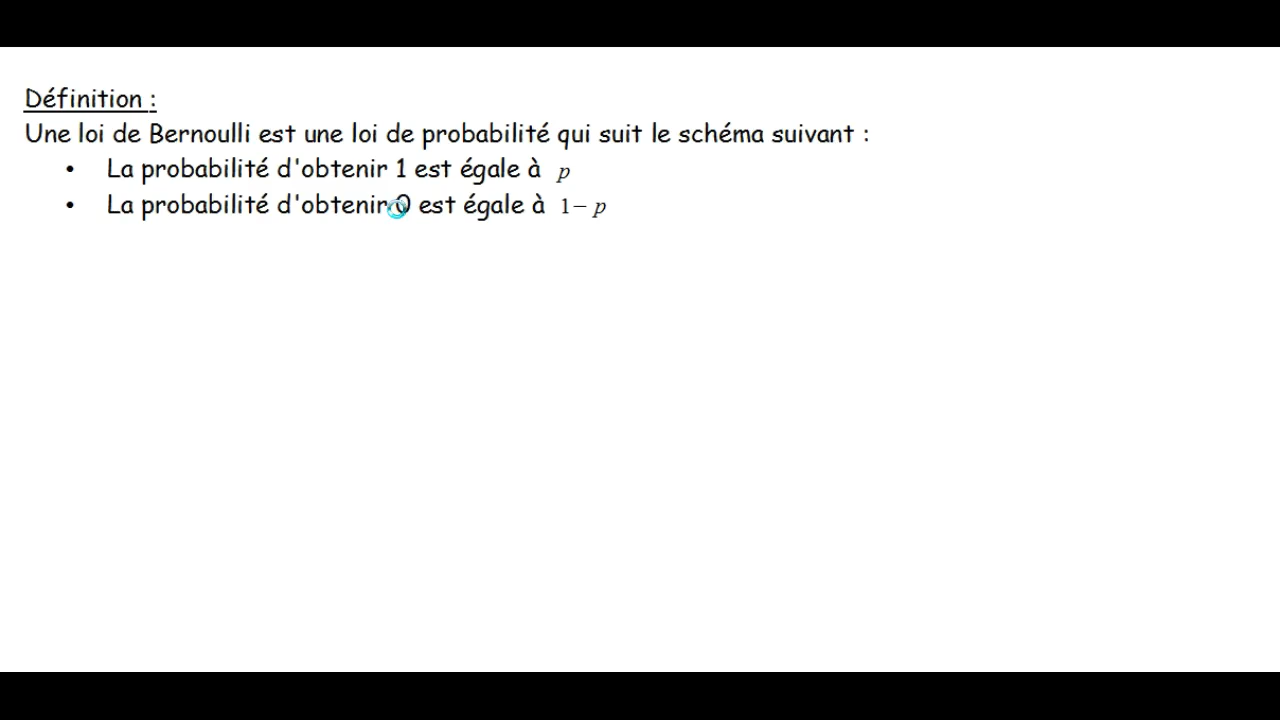 Définition :
Une loi de Bernoulli est une loi de probabilité qui suit le schéma suivant :
• La probabilité d'obtenir 1 est égale à p
• La probabilité d'obtenir 0 est égale à 1 − p